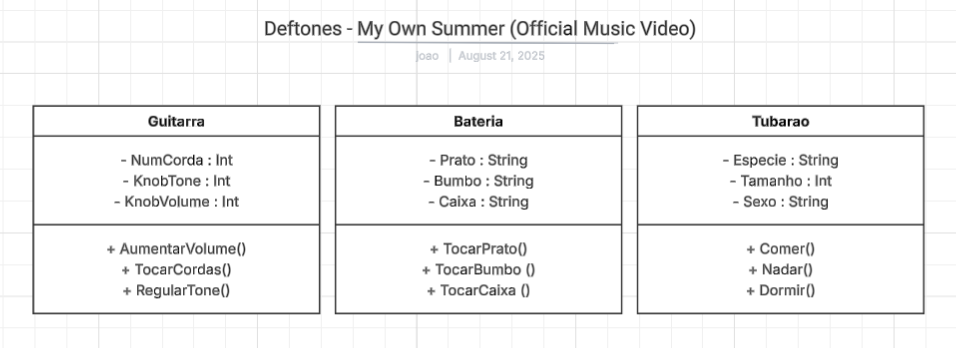 Deftones - My Own Summer (Official Music Video)
joao | August 21, 2025
Guitarra
- NumCorda : Int
- KnobTone : Int
- KnobVolume : Int
+ AumentarVolume()
+ TocarCordas()
+ RegularTone()
Bateria
- Prato : String
- Bumbo : String
- Caixa : String
+ TocarPrato()
+ TocarBumbo ()
+ TocarCaixa ()
Tubarao
- Especie : String
- Tamanho : Int
- Sexo : String
+ Comer()
+ Nadar()
+ Dormir()